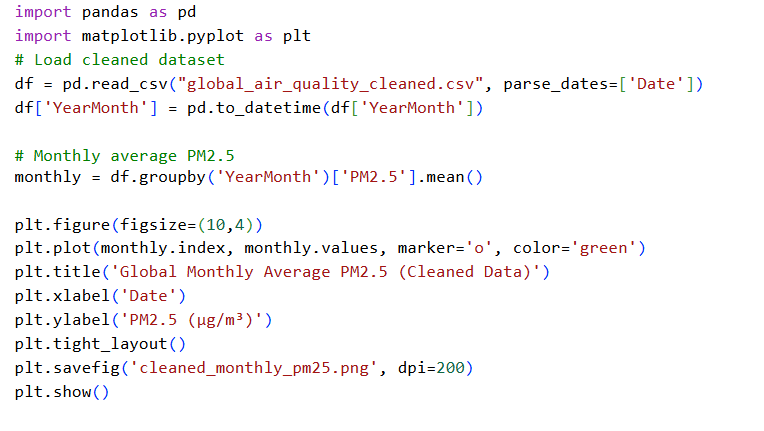 import pandas as pd
import matplotlib.pyplot as plt
# Load cleaned dataset
df = pd.read_csv("global_air_quality_cleaned.csv", parse_dates=['Date'])
df['YearMonth'] = pd.to_datetime(df['YearMonth'])

# Monthly average PM2.5
monthly = df.groupby('YearMonth')['PM2.5'].mean()

plt.figure(figsize=(10,4))
plt.plot(monthly.index, monthly.values, marker='o', color='green')
plt.title('Global Monthly Average PM2.5 (Cleaned Data)')
plt.xlabel('Date')
plt.ylabel('PM2.5 (µg/m³)')
plt.tight_layout()
plt.savefig('cleaned_monthly_pm25.png', dpi=200)
plt.show()